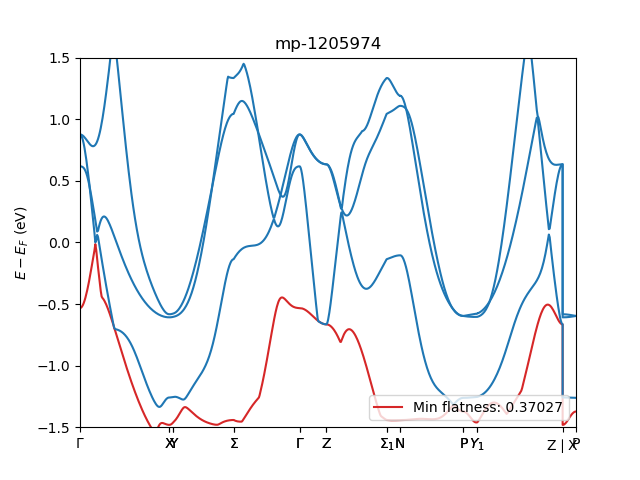 mp-1205974
E − E_F (eV)
1.5
1.0
0.5
0.0
−0.5
−1.0
−1.5
Min flatness: 0.37027
Γ X Y Σ Γ Z Σ₁ N P Y₁ Z | X P